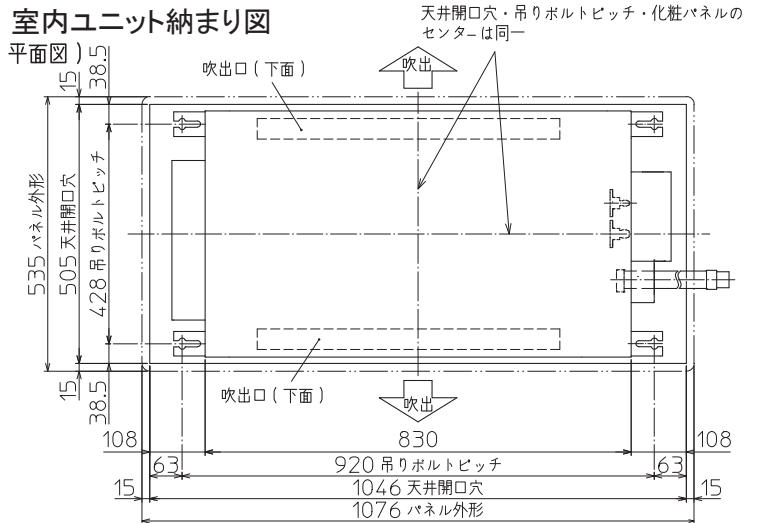 室内ユニット納まり図
平面図 )
天井開口穴・吊りボルトピッチ・化粧パネルの
センターは同一
吹出口 ( 下面 )
吹出
15
38.5
535 パネル外形
505 天井開口穴
428 吊りボルトピッチ
15
38.5
吹出口 ( 下面 )
吹出
108
830
108
63
920 吊りボルトピッチ
63
15
1046 天井開口穴
15
1076 パネル外形